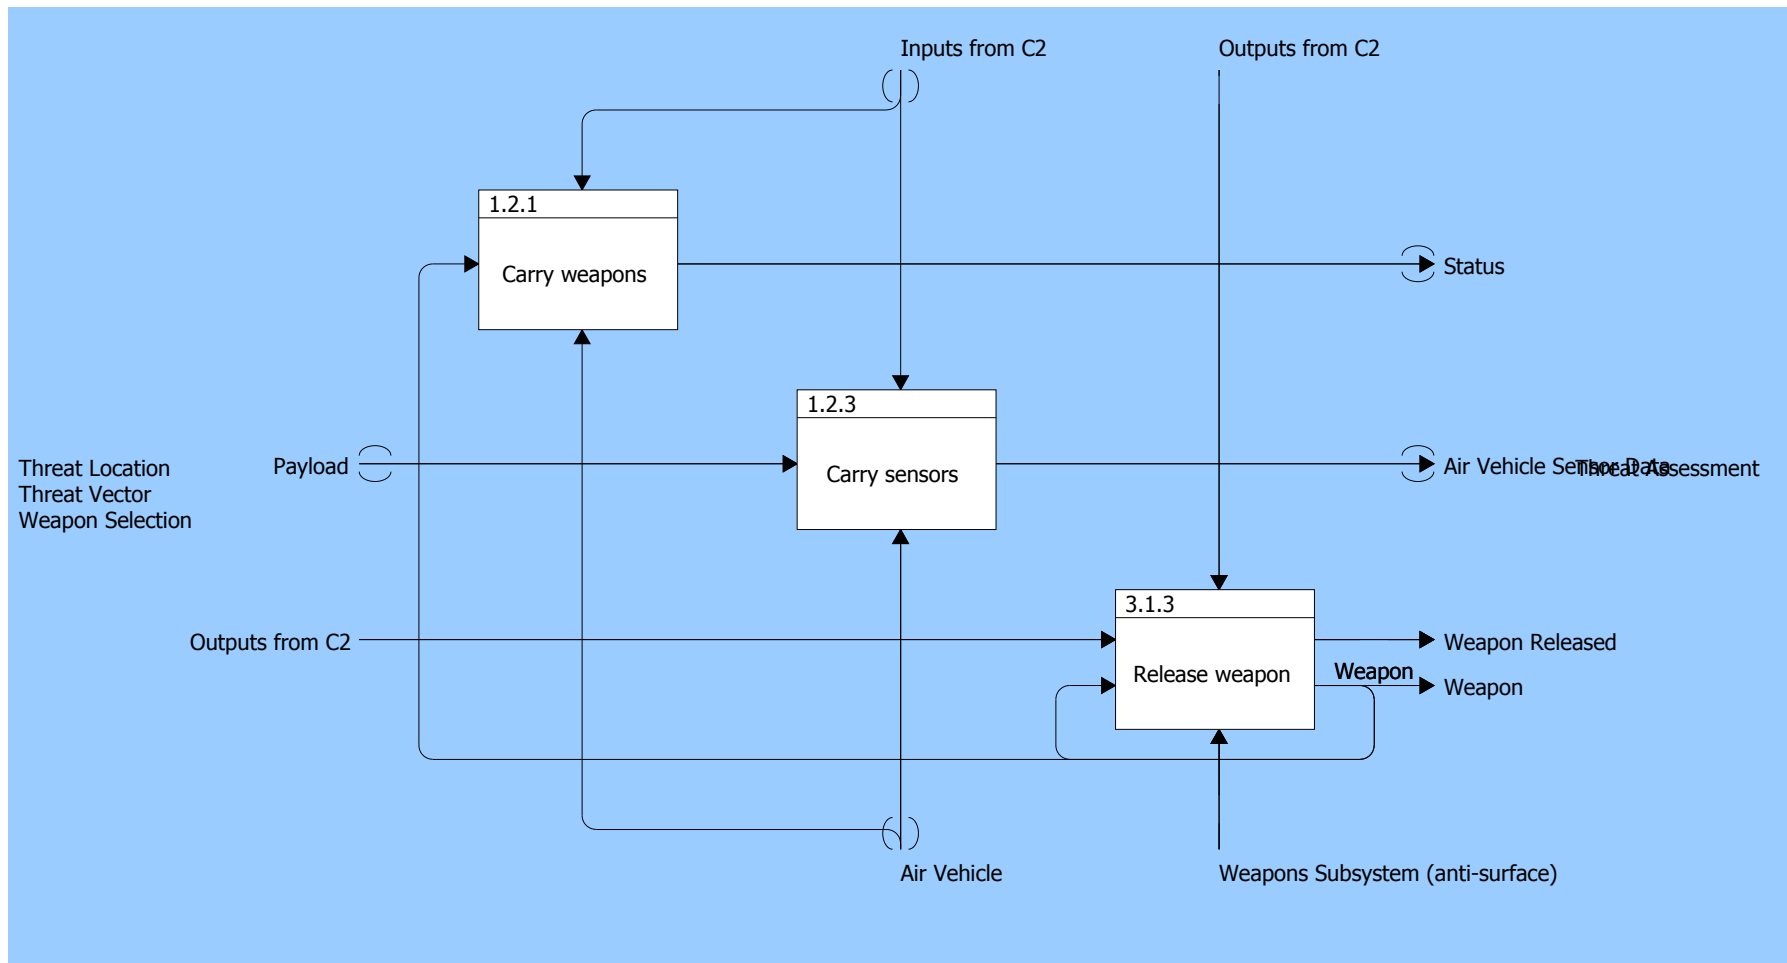 Inputs from C2
Outputs from C2
1.2.1
Carry weapons
Status
1.2.3
Carry sensors
Threat Location
Threat Vector
Weapon Selection
Payload
Air Vehicle Sensor Data
Threat Assessment
3.1.3
Release weapon
Outputs from C2
Weapon Released
Weapon
Weapon
Air Vehicle
Weapons Subsystem (anti-surface)